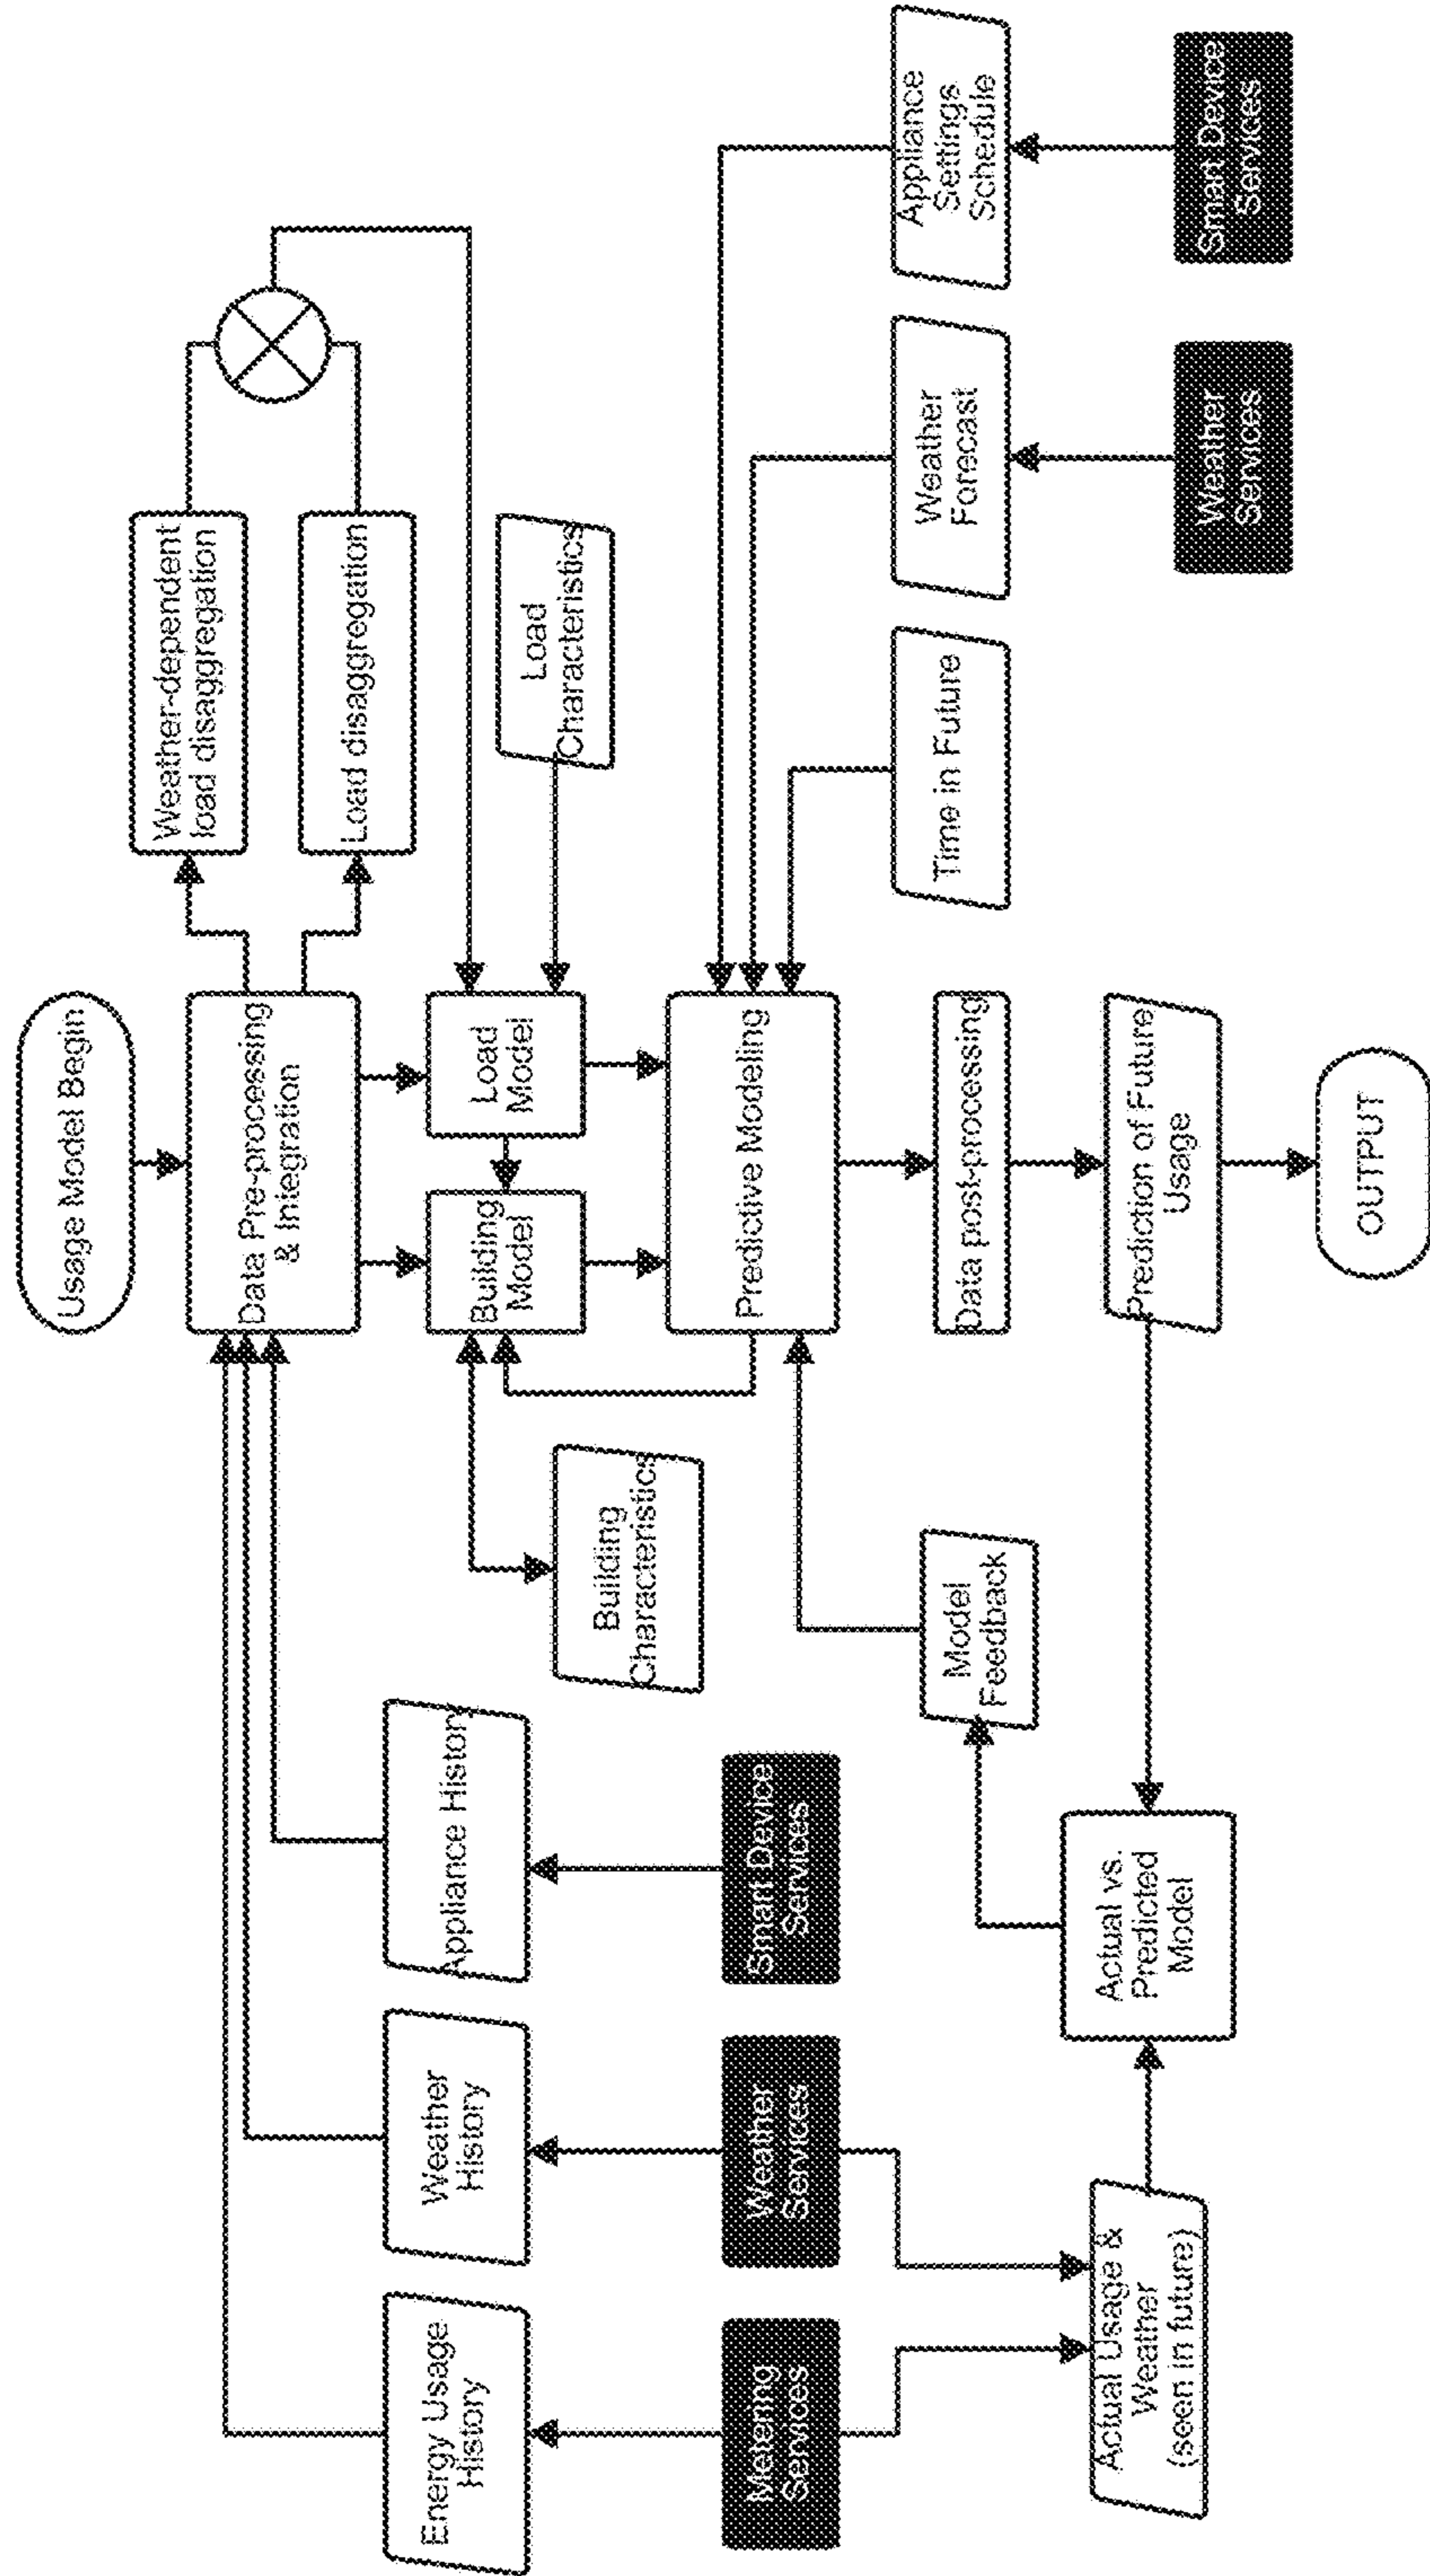 Usage Model Begin
Energy Usage
History
Weather
History
Appliance History
Data Pre-processing
& Integration
Weather-dependent
load disaggregation
Load disaggregation
Building
Model
Load
Model
Load
Characteristics
Building
Characteristics
Metering
Services
Weather
Services
Smart Device
Services
Predictive Modeling
Time in Future
Weather
Forecast
Appliance
Settings
Schedule
Model
Feedback
Data post-processing
Actual Usage &
Weather
(seen in future)
Actual vs.
Predicted
Model
Prediction of Future
Usage
Weather
Services
Smart Device
Services
OUTPUT